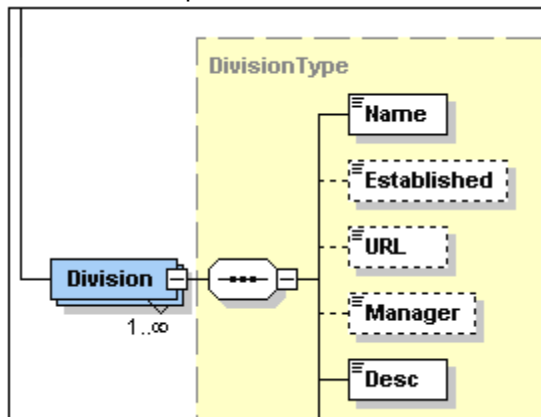 DivisionType
Name
Established
URL
Division
1..∞
Manager
Desc